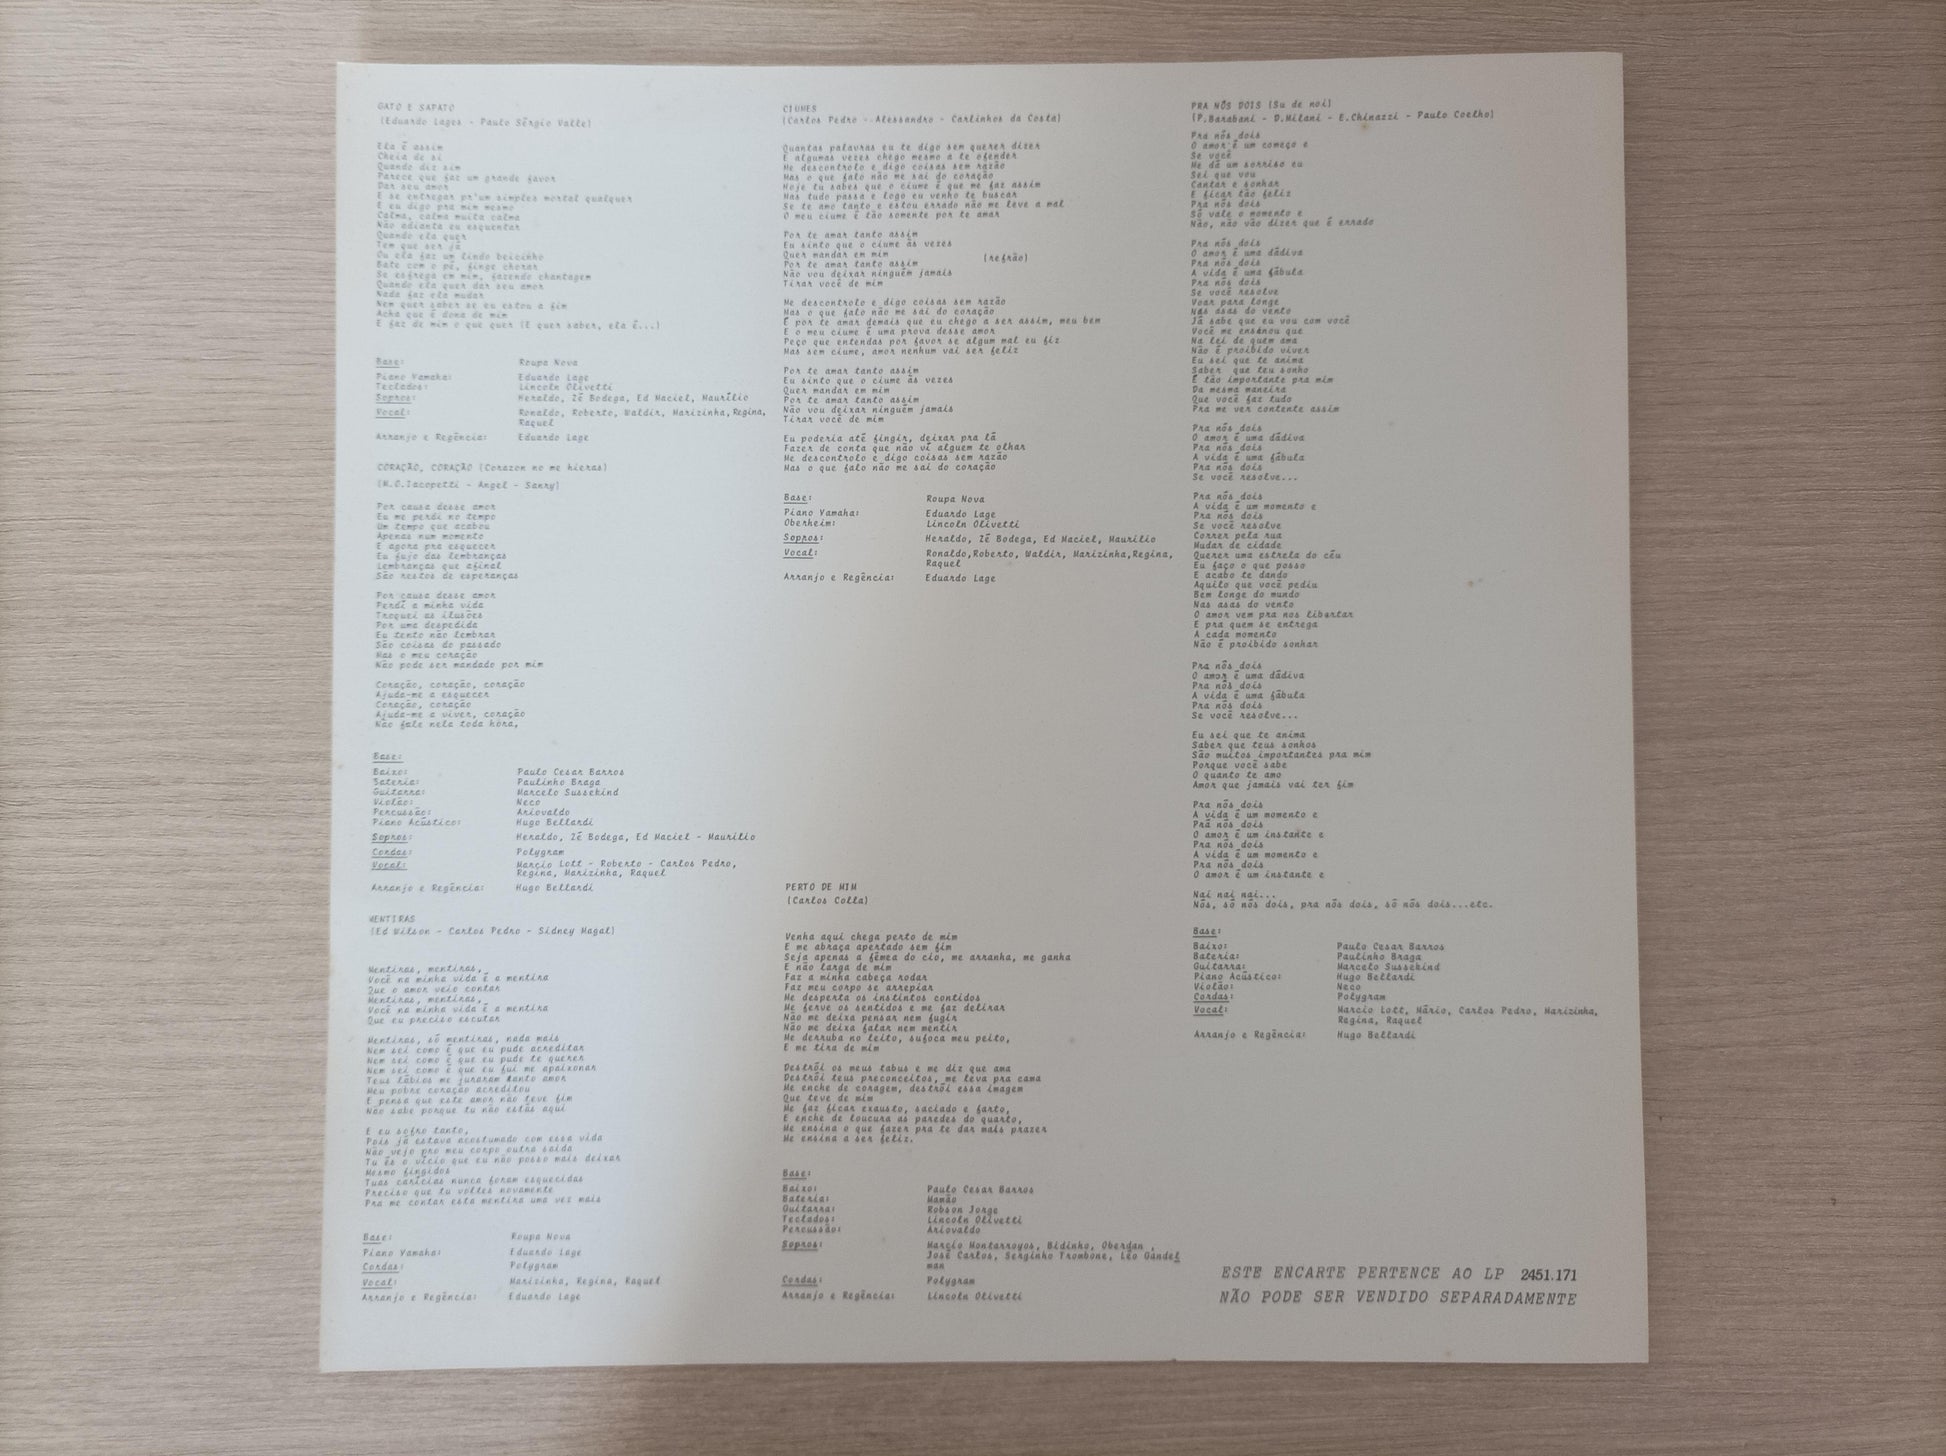 GATO E SAPATO
(Eduardo Lages - Paulo Sérgio Valle)
Ela é assim
Cheia de si
Quando diz sim
Parece que faz um grande favor
Dar seu amor
E se entregar pr'um simples mortal qualquer
E eu digo pra mim mesmo
Calma, calma muita calma
Não adianta eu esquentar
Quando ela quer
Tem que ser já
Ou ela faz um lindo beicinho
Bate com o pé, finge chorar
Se esfrega em mim, fazendo chantagem
Quando ela quer dar seu amor
Nada faz ela mudar
Nem quer saber se eu estou a fim
Acha que é dona de mim
E faz de mim o que quer (E quer saber, ela é...)
Base: Roupa Nova
Piano Yamaha: Eduardo Lage
Teclados: Lincoln Olivetti
Sopros: Heraldo, Zé Bodega, Ed Maciel, Maurílio
Vocal: Ronaldo, Roberto, Waldir, Marizinha, Regina,
Raquel
Arranjo e Regência: Eduardo Lage
CORAÇÃO, CORAÇÃO (Corazon no me hieras)
(M.C.Iacopetti - Angel - Sanry)
Por causa desse amor
Eu me perdi no tempo
Um tempo que acabou
Apenas num momento
E agora pra esquecer
Eu fujo das lembranças
Lembranças que afinal
São restos de esperanças
Por causa desse amor
Perdi a minha vida
Troquei as ilusões
Por uma despedida
Eu tento não lembrar
São coisas do passado
Mas o meu coração
Não pode ser mandado por mim
Coração, coração, coração
Ajuda-me a esquecer
Coração, coração
Ajuda-me a viver, coração
Não fale nela toda hora,
Base:
Baixo: Paulo Cesar Barros
Bateria: Paulinho Braga
Guitarra: Marcelo Sussekind
Violão: Neco
Percussão: Ariovaldo
Piano Acústico: Hugo Bellardi
Sopros: Heraldo, Zé Bodega, Ed Maciel - Maurilio
Cordas: Polygram
Vocal: Marcio Lott - Roberto - Carlos Pedro,
Regina, Marizinha, Raquel
Arranjo e Regência: Hugo Bellardi
MENTIRAS
(Ed Wilson - Carlos Pedro - Sidney Magal)
Mentiras, mentiras,
Você na minha vida é a mentira
Que o amor veio contar
Mentiras, mentiras,
Você na minha vida é a mentira
Que eu preciso escutar
Mentiras, só mentiras, nada mais
Nem sei como é que eu pude acreditar
Nem sei como é que eu pude te querer
Nem sei como é que eu fui me apaixonar
Teus lábios me juraram tanto amor
Meu pobre coração acreditou
E pensa que este amor não teve fim
Não sabe porque tu não estás aqui
E eu sofro tanto,
Pois já estava acostumado com essa vida
Não vejo pro meu corpo outra saída
Tu és o vício que eu não posso mais deixar
Mesmo fingidos
Tuas carícias nunca foram esquecidas
Preciso que tu voltes novamente
Pra me contar esta mentira uma vez mais
Base: Roupa Nova
Piano Yamaha: Eduardo Lage
Cordas: Polygram
Vocal: Marizinha, Regina, Raquel
Arranjo e Regência: Eduardo Lage
CIUMES
(Carlos Pedro - Alessandro - Carlinhos da Costa)
Quantas palavras eu te digo sem querer dizer
E algumas vezes chego mesmo a te ofender
Me descontrolo e digo coisas sem razão
Mas o que falo não me sai do coração
Hoje tu sabes que o ciume é que me faz assim
Mas tudo passa e logo eu venho te buscar
Se te amo tanto e estou errado não me leve a mal
O meu ciume é tão somente por te amar
Por te amar tanto assim
Eu sinto que o ciume às vezes
Quer mandar em mim (refrão)
Por te amar tanto assim
Não vou deixar ninguém jamais
Tirar você de mim
Me descontrolo e digo coisas sem razão
Mas o que falo não me sai do coração
É por te amar demais que eu chego a ser assim, meu bem
E o meu ciume é uma prova desse amor
Peço que entendas por favor se algum mal eu fiz
Mas sem ciume, amor nenhum vai ser feliz
Por te amar tanto assim
Eu sinto que o ciume às vezes
Quer mandar em mim
Por te amar tanto assim
Não vou deixar ninguém jamais
Tirar você de mim
Eu poderia até fingir, deixar pra lá
Fazer de conta que não vi alguem te olhar
Me descontrolo e digo coisas sem razão
Mas o que falo não me sai do coração
Base: Roupa Nova
Piano Yamaha: Eduardo Lage
Oberheim: Lincoln Olivetti
Sopros: Heraldo, Zé Bodega, Ed Maciel, Maurilio
Vocal: Ronaldo,Roberto, Waldir, Marizinha,Regina,
Raquel
Arranjo e Regência: Eduardo Lage
PERTO DE MIM
(Carlos Colla)
Venha aqui chega perto de mim
E me abraça apertado sem fim
Seja apenas a fêmea do cio, me arranha, me ganha
E não larga de mim
Faz a minha cabeça rodar
Faz meu corpo se arrepiar
Me desperta os instintos contidos
Me ferve os sentidos e me faz delirar
Não me deixa pensar nem fugir
Não me deixa falar nem mentir
Me derruba no leito, sufoca meu peito,
E me tira de mim
Destrói os meus tabus e me diz que ama
Destrói teus preconceitos, me leva pra cama
Me enche de coragem, destrói essa imagem
Que teve de mim
Me faz ficar exausto, saciado e farto,
E enche de loucura as paredes do quarto,
Me ensina o que fazer pra te dar mais prazer
Me ensina a ser feliz.
Base:
Baixo: Paulo Cesar Barros
Bateria: Mamão
Guitarra: Robson Jorge
Teclados: Lincoln Olivetti
Percussão: Ariovaldo
Sopros: Marcio Montarroyos, Bidinho, Oberdan ,
José Carlos, Serginho Trombone, Léo Gandel
man
Cordas: Polygram
Arranjo e Regência: Lincoln Olivetti
PRA NÓS DOIS (Su de noi)
(P.Barabani - D.Milani - E.Chinazzi - Paulo Coelho)
Pra nós dois
O amor é um começo e
Se você
Me dá um sorriso eu
Sei que vou
Cantar e sonhar
E ficar tão feliz
Pra nós dois
Só vale o momento e
Não, não vão dizer que é errado
Pra nós dois
O amor é uma dádiva
Pra nós dois
A vida é uma fábula
Pra nós dois
Se você resolve
Voar para longe
Nas asas do vento
Já sabe que eu vou com você
Você me ensinou que
Na lei de quem ama
Não é proibido viver
Eu sei que te anima
Saber que teu sonho
É tão importante pra mim
Da mesma maneira
Que você faz tudo
Pra me ver contente assim
Pra nós dois
O amor é uma dádiva
Pra nós dois
A vida é uma fábula
Pra nós dois
Se você resolve...
Pra nós dois
A vida é um momento e
Pra nós dois
Se você resolve
Correr pela rua
Mudar de cidade
Querer uma estrela do céu
Eu faço o que posso
E acabo te dando
Aquilo que você pediu
Bem longe do mundo
Nas asas do vento
O amor vem pra nos libertar
E pra quem se entrega
A cada momento
Não é proibido sonhar
Pra nós dois
O amor é uma dádiva
Pra nós dois
A vida é uma fábula
Pra nós dois
Se você resolve...
Eu sei que te anima
Saber que teus sonhos
São muitos importantes pra mim
Porque você sabe
O quanto te amo
Amor que jamais vai ter fim
Pra nós dois
A vida é um momento e
Pra nós dois
O amor é um instante e
Pra nós dois
A vida é um momento e
Pra nós dois
O amor é um instante e
Nai nai nai...
Nós, só nós dois, pra nós dois, só nós dois...etc.
Base:
Baixo: Paulo Cesar Barros
Bateria: Paulinho Braga
Guitarra: Marcelo Sussekind
Piano Acústico: Hugo Bellardi
Violão: Neco
Cordas: Polygram
Vocal: Marcio Lott, Mário, Carlos Pedro, Marizinha,
Regina, Raquel
Arranjo e Regência: Hugo Bellardi
ESTE ENCARTE PERTENCE AO LP 2451.171
NÃO PODE SER VENDIDO SEPARADAMENTE